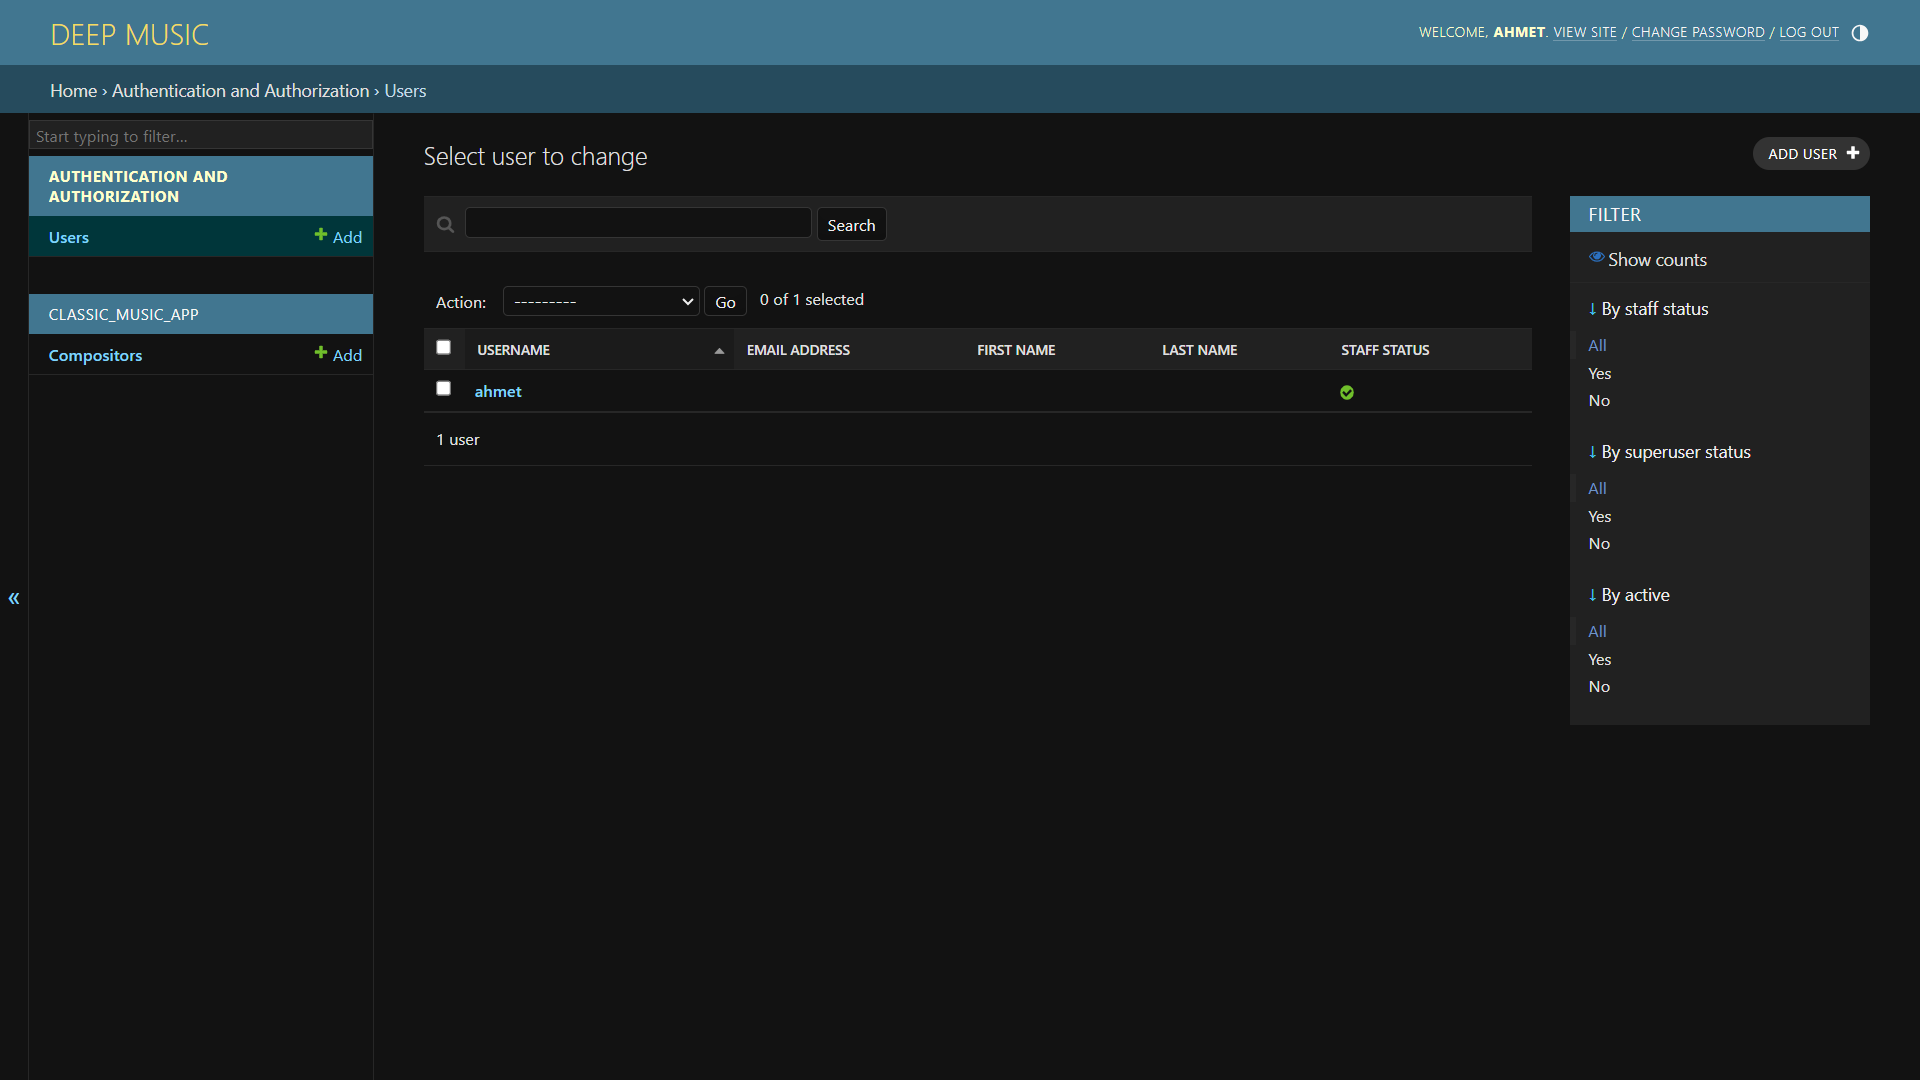 DEEP MUSIC
WELCOME, AHMET. VIEW SITE / CHANGE PASSWORD / LOG OUT
Home › Authentication and Authorization › Users
Start typing to filter...
AUTHENTICATION AND
AUTHORIZATION
Users
Add
CLASSIC_MUSIC_APP
Compositors
Add
«
Select user to change
ADD USER
Search
Action:
---------
Go
0 of 1 selected
USERNAME EMAIL ADDRESS FIRST NAME LAST NAME STAFF STATUS
ahmet
1 user
FILTER
Show counts
↓ By staff status
All
Yes
No
↓ By superuser status
All
Yes
No
↓ By active
All
Yes
No